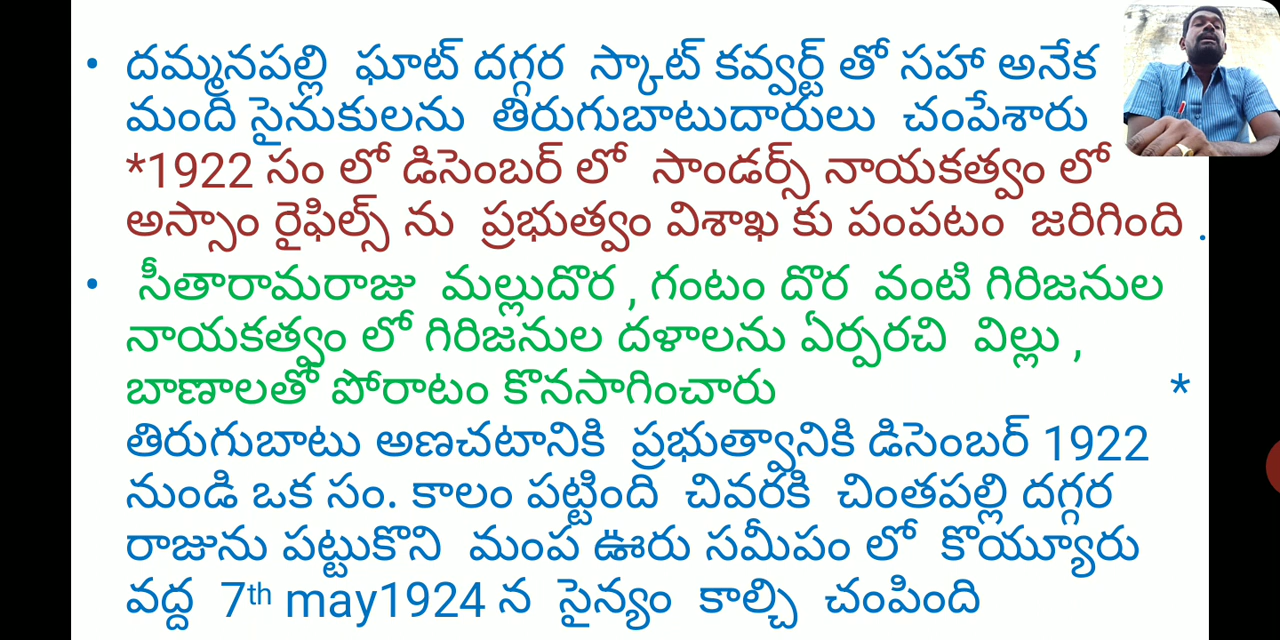 • దమ్మనపల్లి ఘాట్ దగ్గర స్కాట్ కవ్వర్ట్ తో సహా అనేక
మంది సైనుకులను తిరుగుబాటుదారులు చంపేశారు
*1922 సం లో డిసెంబర్ లో సాండర్స్ నాయకత్వం లో
అస్సాం రైఫిల్స్ ను ప్రభుత్వం విశాఖ కు పంపటం జరిగింది .
• సీతారామరాజు మల్లుదొర , గంటం దొర వంటి గిరిజనుల
నాయకత్వం లో గిరిజనుల దళాలను ఏర్పరచి విల్లు ,
బాణాలతో పోరాటం కొనసాగించారు *
తిరుగుబాటు అణచటానికి ప్రభుత్వానికి డిసెంబర్ 1922
నుండి ఒక సం. కాలం పట్టింది చివరకి చింతపల్లి దగ్గర
రాజును పట్టుకొని మంప ఊరు సమీపం లో కొయ్యూరు
వద్ద 7th may1924 న సైన్యం కాల్చి చంపింది